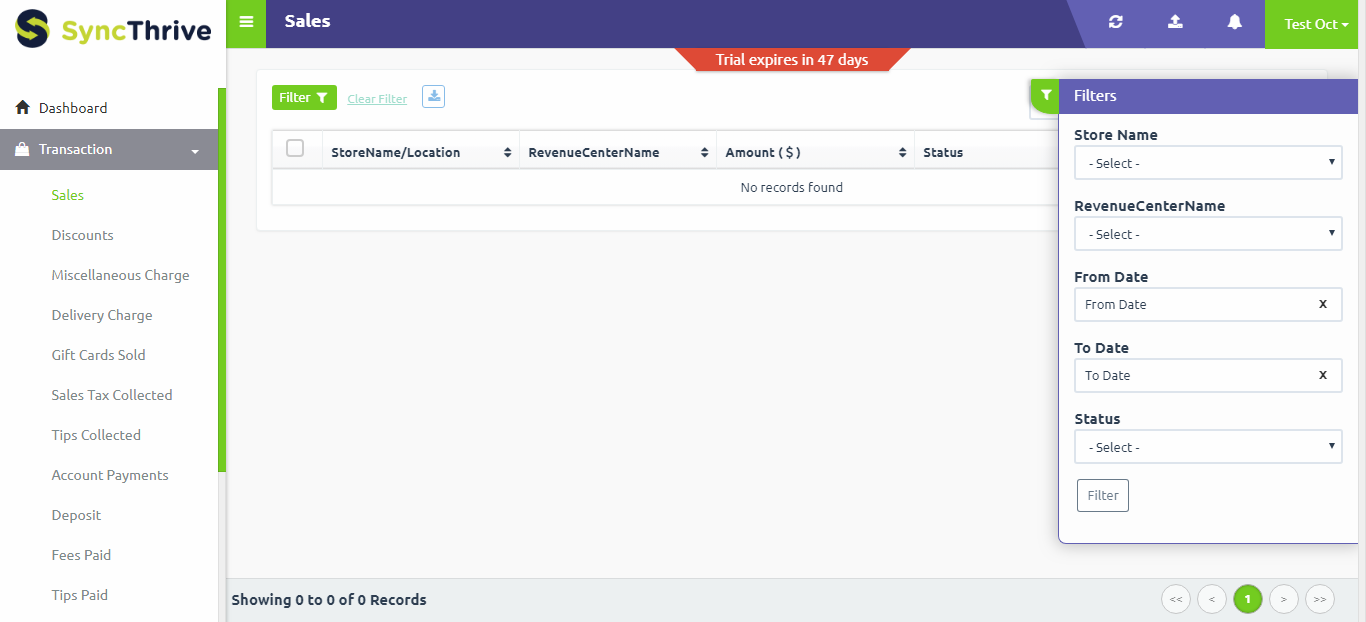 SyncThrive
Sales
Test Oct
Trial expires in 47 days
Dashboard
Transaction
Sales
Discounts
Miscellaneous Charge
Delivery Charge
Gift Cards Sold
Sales Tax Collected
Tips Collected
Account Payments
Deposit
Fees Paid
Tips Paid
Filter
Clear Filter
StoreName/Location
RevenueCenterName
Amount ( $ )
Status
No records found
Filters
Store Name
- Select -
RevenueCenterName
- Select -
From Date
From Date x
To Date
To Date x
Status
- Select -
Filter
Showing 0 to 0 of 0 Records
<< < 1 > >>